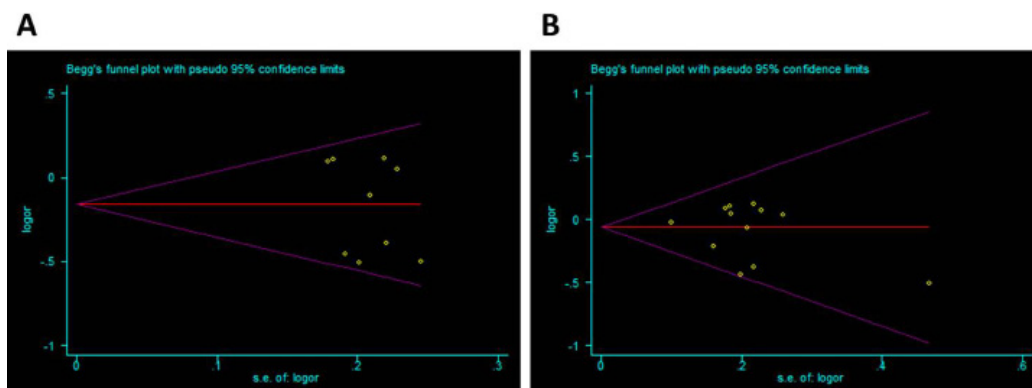 A
Begg's funnel plot with pseudo 95% confidence limits
.5
0
-.5
-1
logor
0
.1
.2
.3
s.e. of: logor
B
Begg's funnel plot with pseudo 95% confidence limits
1
.5
0
-.5
-1
logor
0
.2
.4
.6
s.e. of: logor